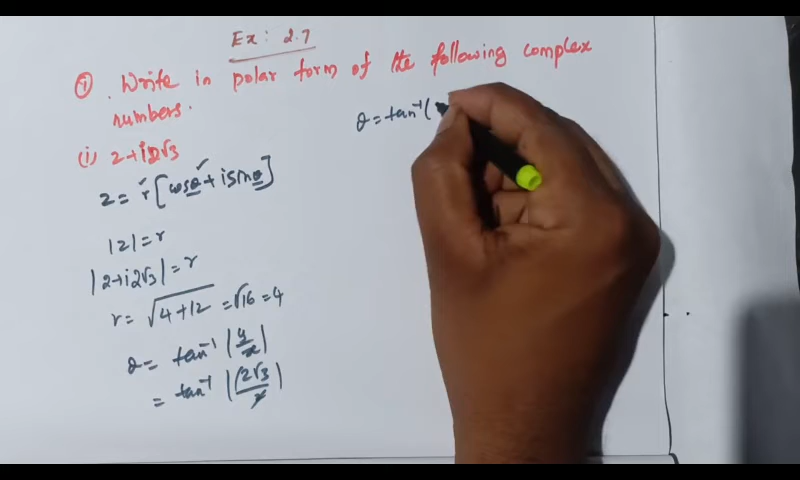 Ex: 2.7
① Write in polar form of the following complex
numbers.
(i) 2+i2√3
z = r[cosθ + isinθ]
|z| = r
|2+i2√3| = r
r = √4+12 = √16 = 4
θ = tan⁻¹|y/x|
= tan⁻¹|2√3/2|
θ = tan⁻¹(